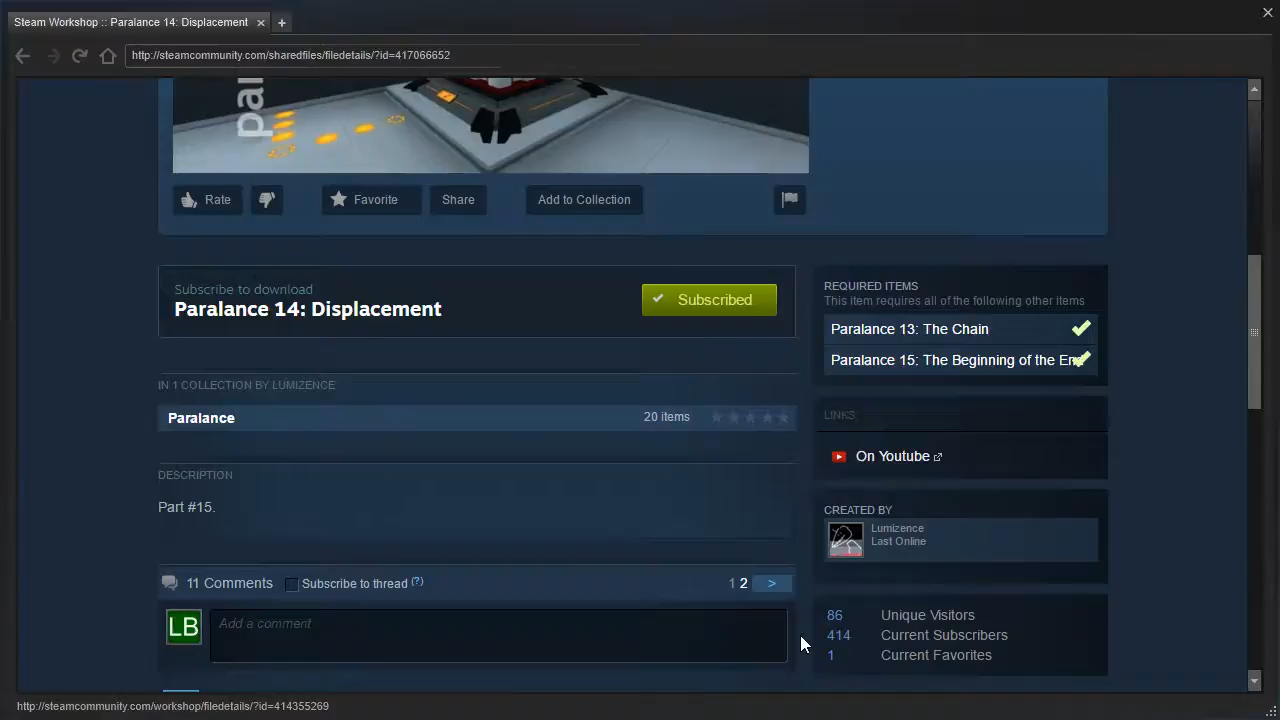 Steam Workshop :: Paralance 14: Displacement
http://steamcommunity.com/sharedfiles/filedetails/?id=417066652
par
Rate
Favorite
Share
Add to Collection
Subscribe to download
Paralance 14: Displacement
Subscribed
REQUIRED ITEMS
This item requires all of the following other items
Paralance 13: The Chain
Paralance 15: The Beginning of the En
IN 1 COLLECTION BY LUMIZENCE
Paralance
20 items
LINKS:
On Youtube
DESCRIPTION
Part #15.
CREATED BY
Lumizence
Last Online
11 Comments
Subscribe to thread (?)
1 2 >
LB
Add a comment
86 Unique Visitors
414 Current Subscribers
1 Current Favorites
http://steamcommunity.com/workshop/filedetails/?id=414355269